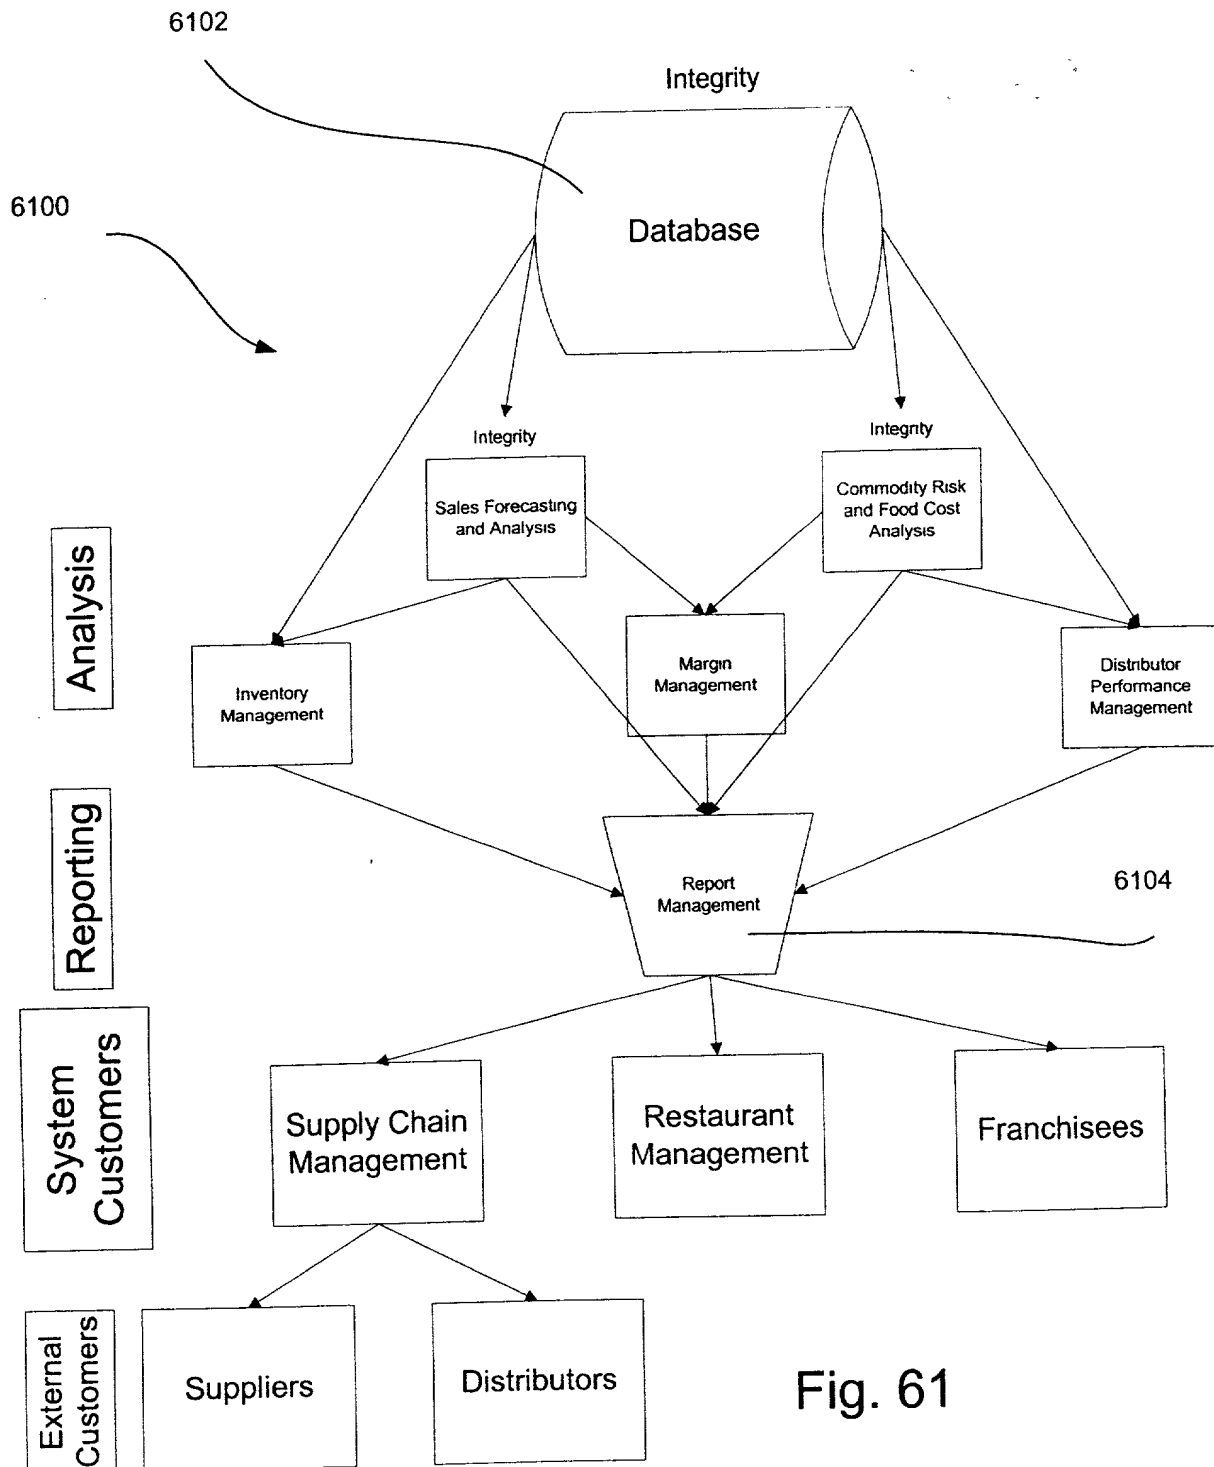 6102
Integrity
6100
Database
Integrity
Integrity
Sales Forecasting
and Analysis
Commodity Risk
and Food Cost
Analysis
Analysis
Inventory
Management
Margin
Management
Distributor
Performance
Management
Reporting
Report
Management
6104
System
Customers
Supply Chain
Management
Restaurant
Management
Franchisees
External
Customers
Suppliers
Distributors
Fig. 61